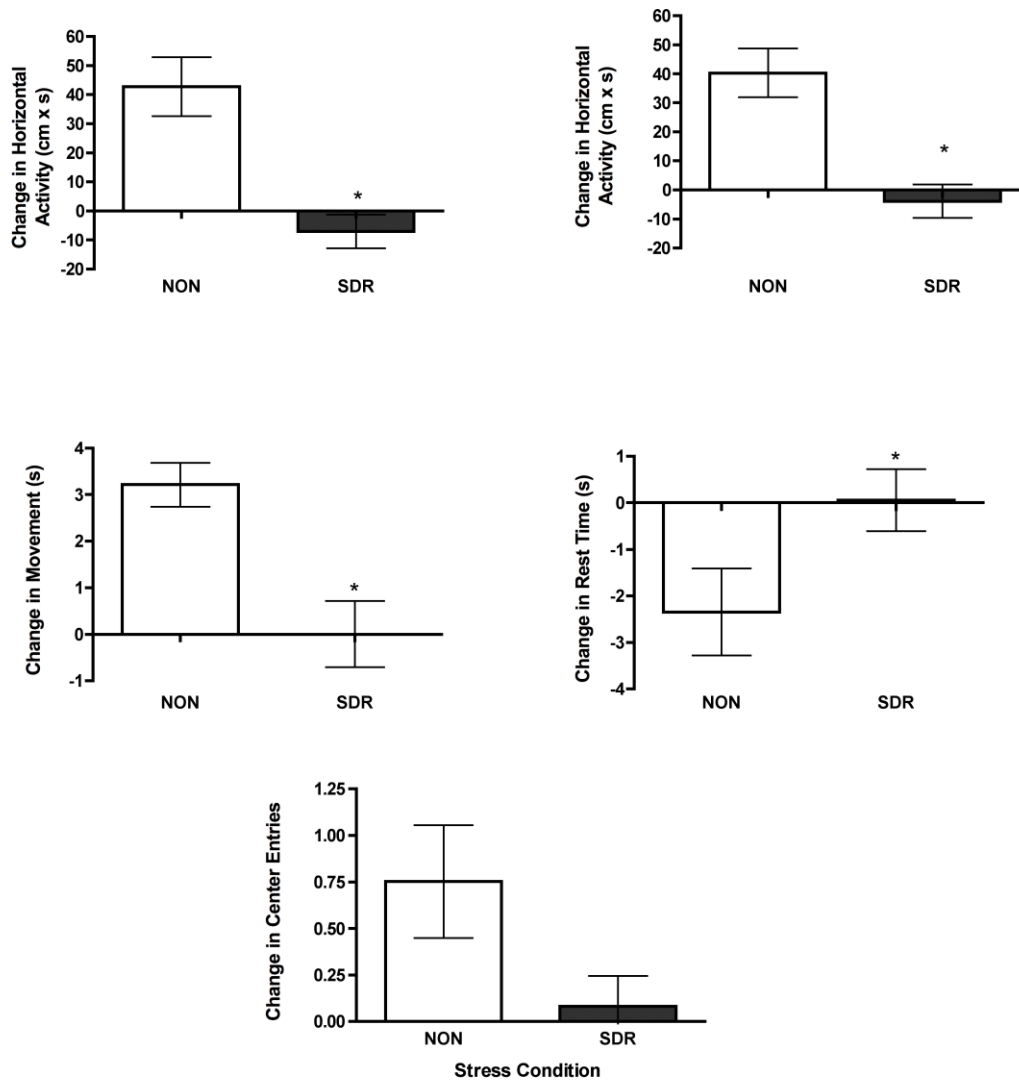 Change in Horizontal
Activity (cm x s)
60
50
40
30
20
10
0
-10
-20
*
NON
SDR
Change in Horizontal
Activity (cm x s)
60
50
40
30
20
10
0
-10
-20
*
NON
SDR
Change in Movement (s)
4
3
2
1
0
-1
*
NON
SDR
Change in Rest Time (s)
1
0
-1
-2
-3
-4
*
NON
SDR
Change in Center Entries
1.25
1.00
0.75
0.50
0.25
0.00
NON
SDR
Stress Condition